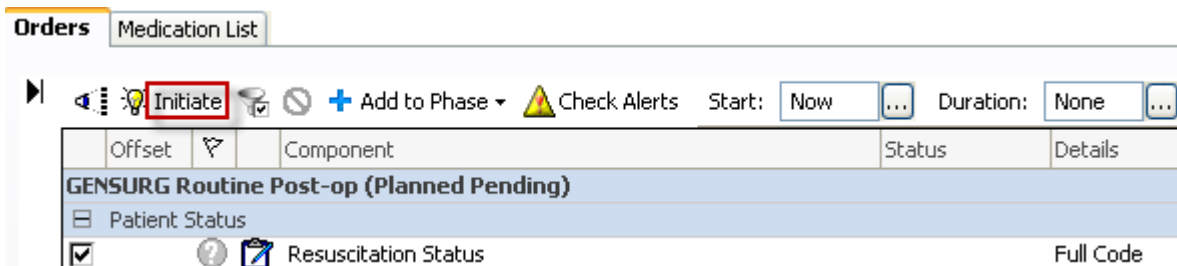 Orders Medication List
Initiate Add to Phase Check Alerts Start: Now ... Duration: None ...
Offset Component Status Details
GENSURG Routine Post-op (Planned Pending)
Patient Status
Resuscitation Status Full Code